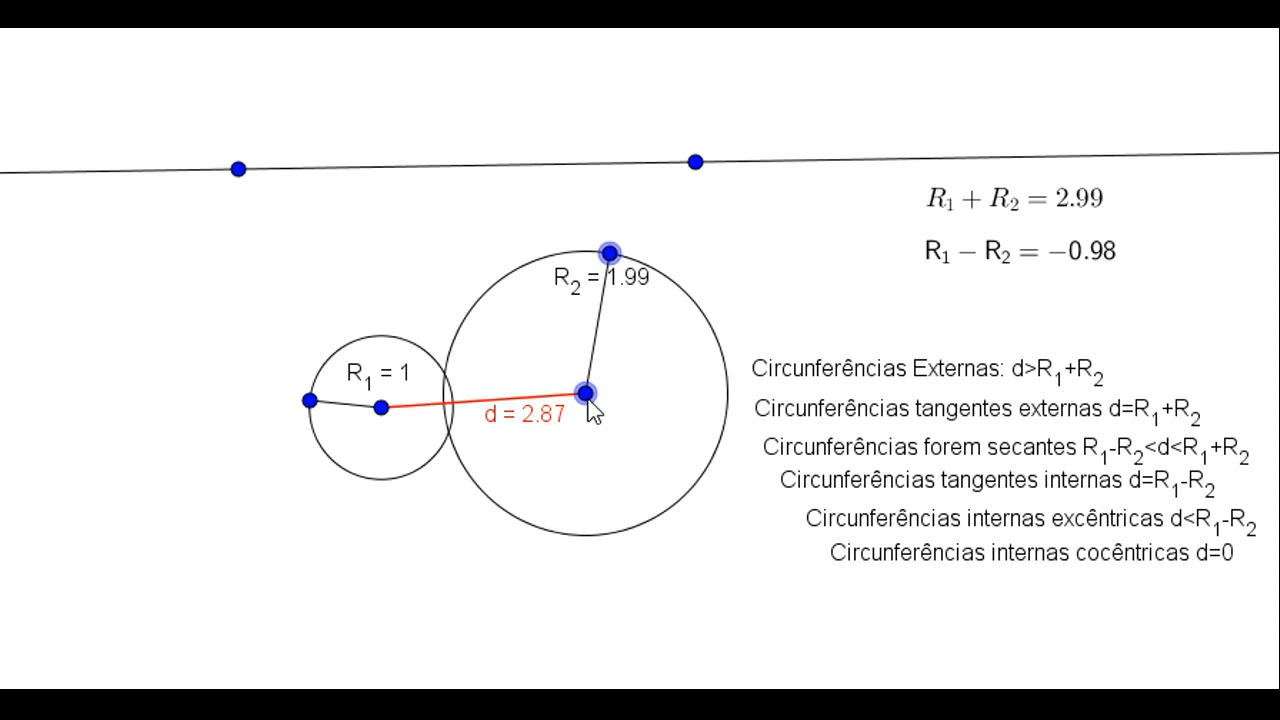 R₁ + R₂ = 2.99
R₁ − R₂ = −0.98
R₂ = 1.99
R₁ = 1
d = 2.87
Circunferências Externas: d>R₁+R₂
Circunferências tangentes externas d=R₁+R₂
Circunferências forem secantes R₁-R₂<d<R₁+R₂
Circunferências tangentes internas d=R₁-R₂
Circunferências internas excêntricas d<R₁-R₂
Circunferências internas cocêntricas d=0